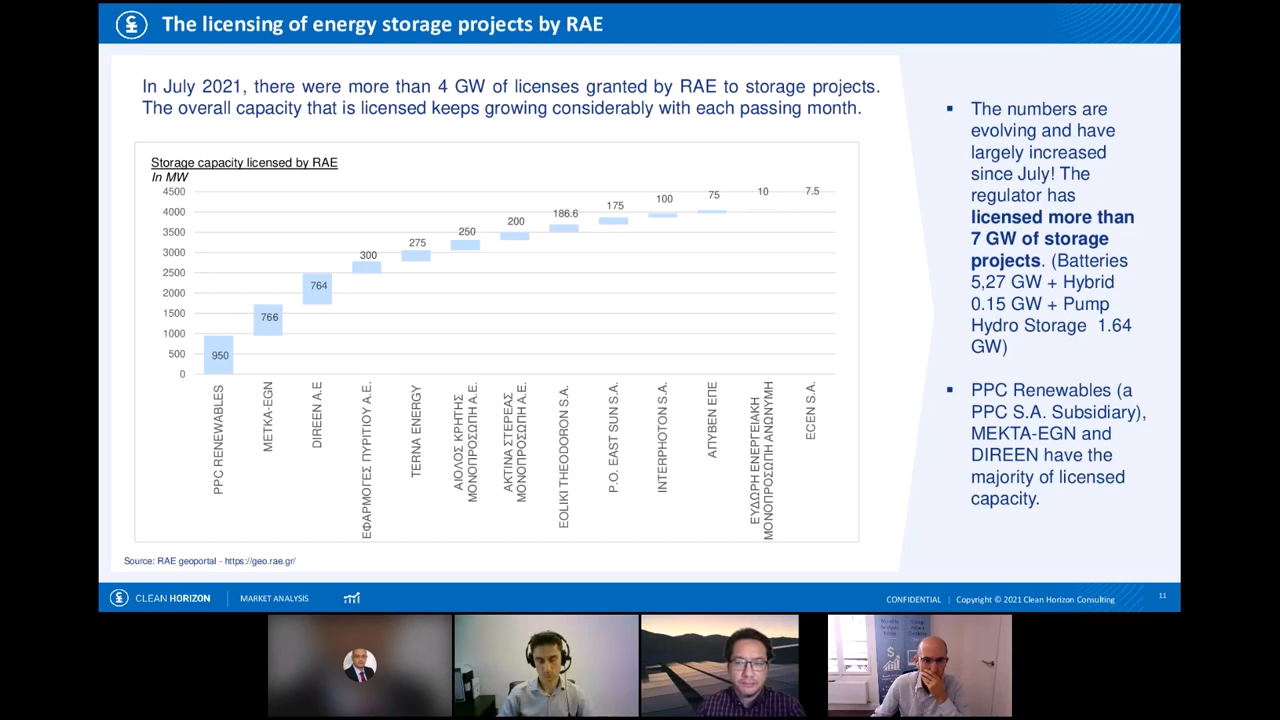 The licensing of energy storage projects by RAE
In July 2021, there were more than 4 GW of licenses granted by RAE to storage projects.
The overall capacity that is licensed keeps growing considerably with each passing month.
Storage capacity licensed by RAE
In MW
4500
4000
3500
3000
2500
2000
1500
1000
500
0
950
766
764
300
275
250
200
186.6
175
100
75
10
7.5
PPC RENEWABLES
METKA-EGN
DIREEN A.E
ΕΦΑΡΜΟΓΕΣ ΠΥΡΙΤΙΟΥ Α.Ε.
TERNA ENERGY
ΑΙΟΛΟΣ ΚΡΗΤΗΣ
ΜΟΝΟΠΡΟΣΩΠΗ Α.Ε.
ΑΚΤΙΝΑ ΣΤΕΡΕΑΣ
ΜΟΝΟΠΡΟΣΩΠΗ Α.Ε.
EOLIKI THEODORON S.A.
P.O. EAST SUN S.A.
INTERPHOTON S.A.
ΑΠΥΒΕΝ ΕΠΕ
ΕΥΔΩΡΗ ΕΝΕΡΓΕΙΑΚΗ
ΜΟΝΟΠΡΟΣΩΠΗ ΑΝΩΝΥΜΗ
ECEN S.A.
Source: RAE geoportal - https://geo.rae.gr/
▪ The numbers are
evolving and have
largely increased
since July! The
regulator has
licensed more than
7 GW of storage
projects. (Batteries
5,27 GW + Hybrid
0.15 GW + Pump
Hydro Storage 1.64
GW)
▪ PPC Renewables (a
PPC S.A. Subsidiary),
MEKTA-EGN and
DIREEN have the
majority of licensed
capacity.
CLEAN HORIZON | MARKET ANALYSIS
CONFIDENTIAL | Copyright © 2021 Clean Horizon Consulting
11